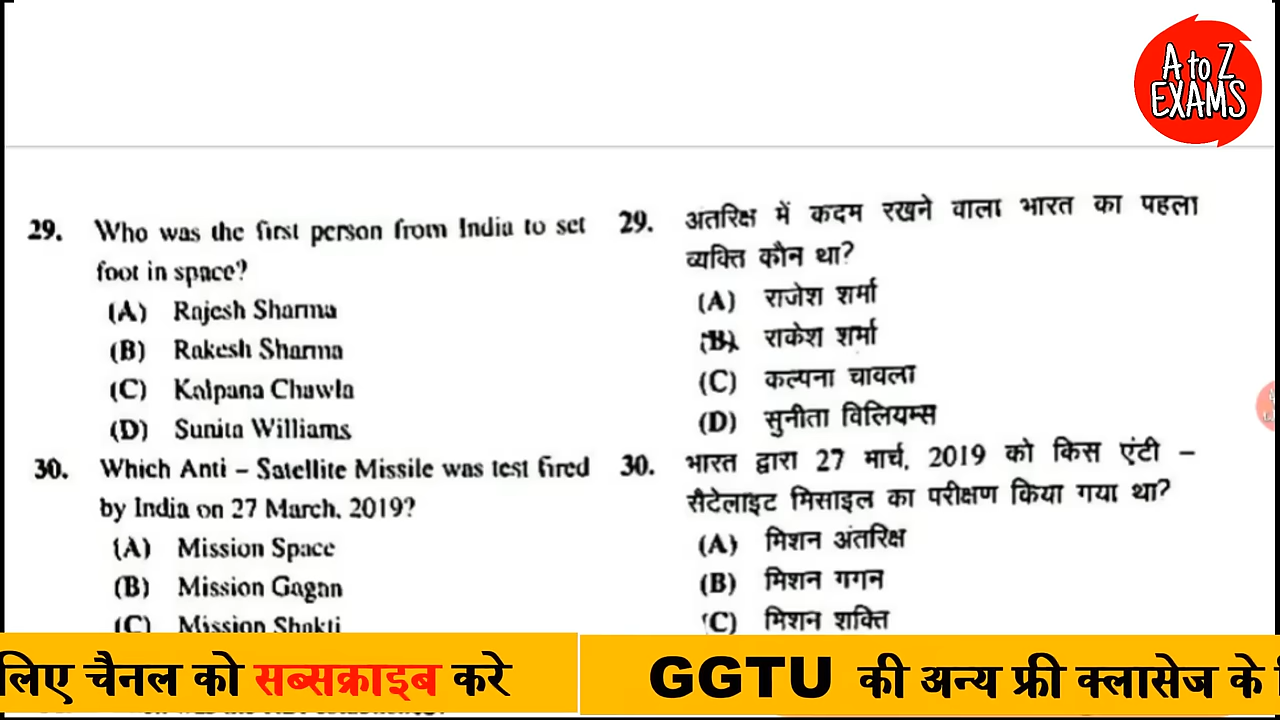 A to Z
EXAMS
29. Who was the first person from India to set
foot in space?
(A) Rajesh Sharma
(B) Rakesh Sharma
(C) Kalpana Chawla
(D) Sunita Williams
30. Which Anti – Satellite Missile was test fired
by India on 27 March, 2019?
(A) Mission Space
(B) Mission Gagan
(C) Mission Shakti
29. अंतरिक्ष में कदम रखने वाला भारत का पहला
व्यक्ति कौन था?
(A) राजेश शर्मा
(B) राकेश शर्मा
(C) कल्पना चावला
(D) सुनीता विलियम्स
30. भारत द्वारा 27 मार्च, 2019 को किस एंटी –
सैटेलाइट मिसाइल का परीक्षण किया गया था?
(A) मिशन अंतरिक्ष
(B) मिशन गगन
(C) मिशन शक्ति
लिए चैनल को सब्सक्राइब करे
GGTU की अन्य फ्री क्लासेज के